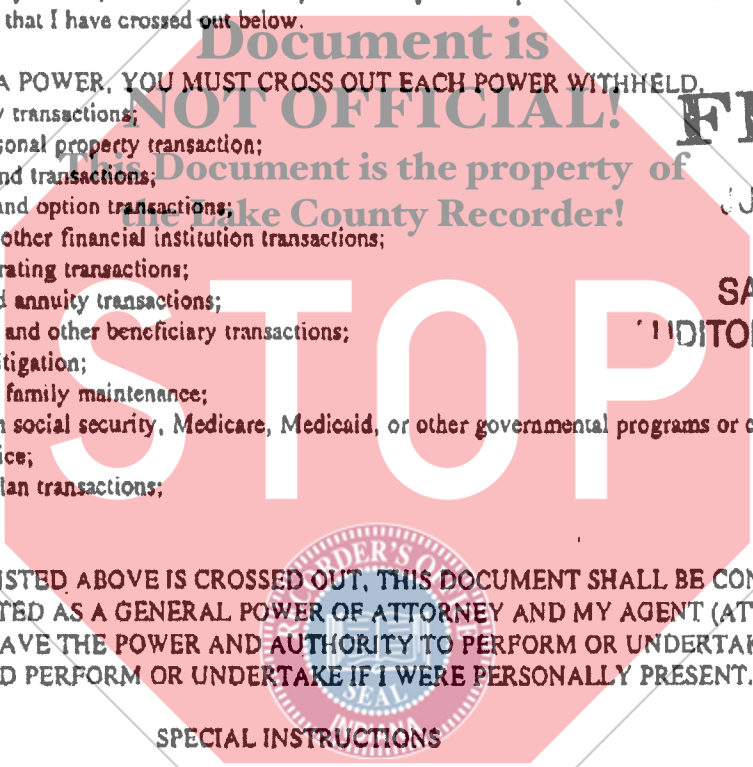 that I have crossed out below.
Document is
A POWER, YOU MUST CROSS OUT EACH POWER WITHHELD.
transactions;
NOT OFFICIAL!
sonal property transaction;
This Document is the property of
nd transactions;
and option transactions;
the Lake County Recorder!
other financial institution transactions;
rating transactions;
d annuity transactions;
SA
and other beneficiary transactions;
tigation;
STOP
family maintenance;
social security, Medicare, Medicaid, or other governmental programs or c
ice;
lan transactions;
RECORDER'S OFFICE
ISTED ABOVE IS CROSSED OUT, THIS DOCUMENT SHALL BE CON
TED AS A GENERAL POWER OF ATTORNEY AND MY AGENT (AT
AVE THE POWER AND AUTHORITY TO PERFORM OR UNDERTAK
D PERFORM OR UNDERTAKE IF I WERE PERSONALLY PRESENT.
SEAL
INDIANA
SPECIAL INSTRUCTIONS